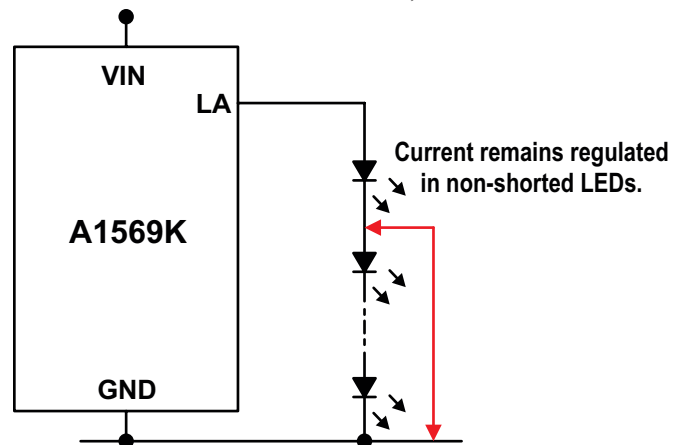 VIN
LA
Current remains regulated
in non-shorted LEDs.
A1569K
GND